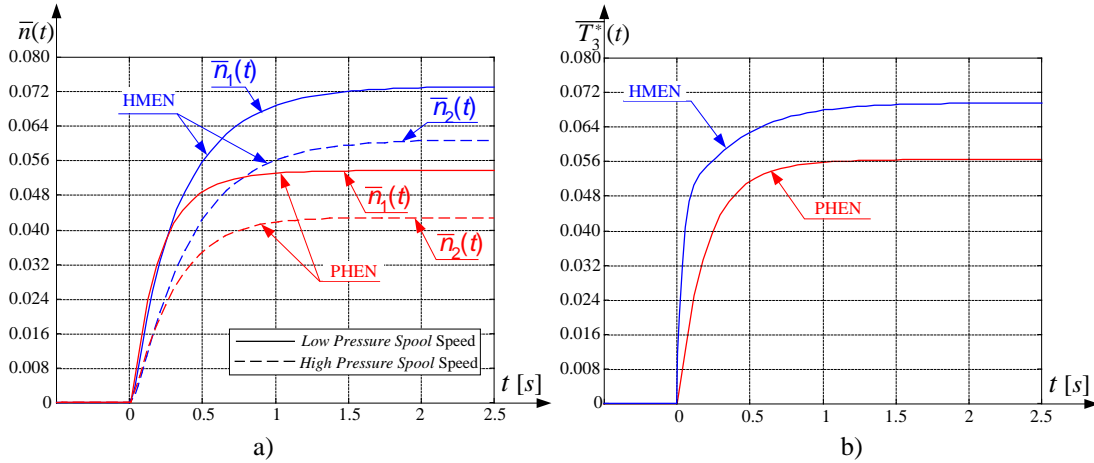 n̅(t)
0.080
0.072
0.064
0.056
0.048
0.040
0.032
0.024
0.016
0.008
0
0
0.5
1
1.5
2
2.5
t [s]
n̅₁(t)
HMEN
n̅₂(t)
n̅₁(t)
n̅₂(t)
PHEN
Low Pressure Spool Speed
High Pressure Spool Speed
a)
T̅₃*(t)
0.080
0.072
0.064
0.056
0.048
0.040
0.032
0.024
0.016
0.008
0
0
0.5
1
1.5
2
2.5
t [s]
HMEN
PHEN
b)